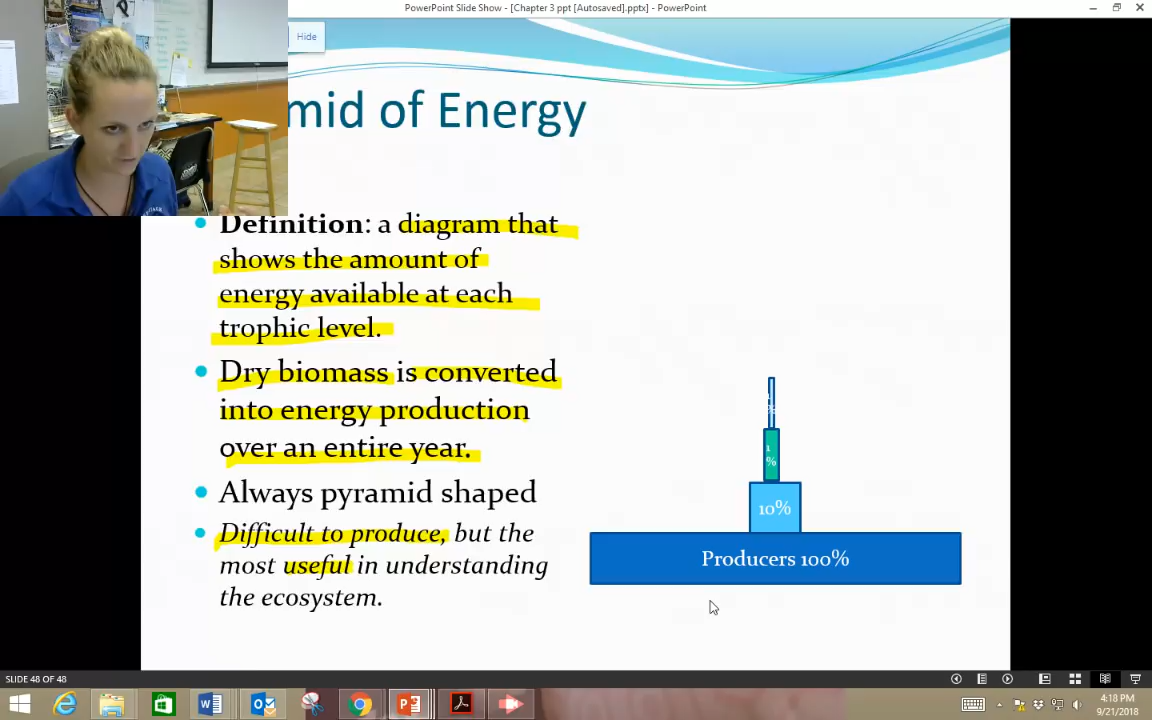 PowerPoint Slide Show - [Chapter 3 ppt [Autosaved].pptx] - PowerPoint
Hide
mid of Energy
Definition: a diagram that
shows the amount of
energy available at each
trophic level.
Dry biomass is converted
into energy production
over an entire year.
Always pyramid shaped
Difficult to produce, but the
most useful in understanding
the ecosystem.
1
%
10%
Producers 100%
SLIDE 48 OF 48
4:18 PM
9/21/2018